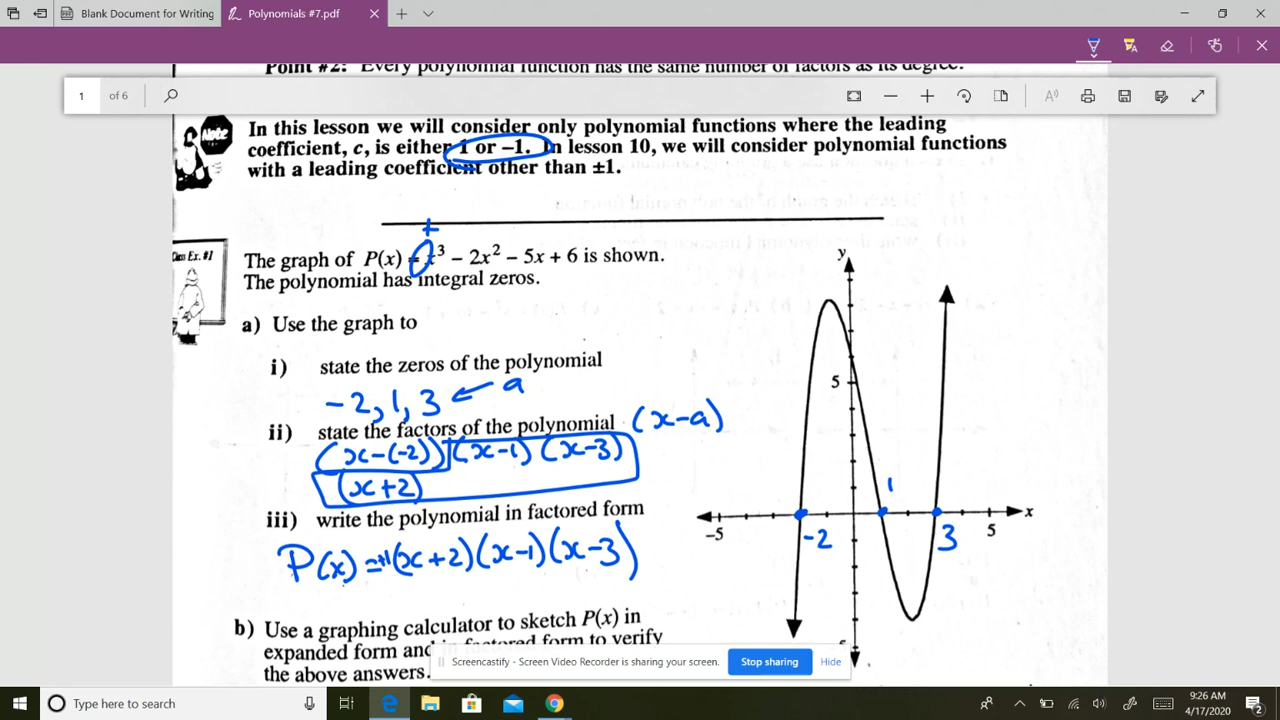 Blank Document for Writing
Polynomials #7.pdf
Point #2: Every polynomial function has the same number of factors as its degree.
1 of 6
Note
In this lesson we will consider only polynomial functions where the leading
coefficient, c, is either 1 or –1. In lesson 10, we will consider polynomial functions
with a leading coefficient other than ±1.
+
Class Ex. #1
The graph of P(x) = x³ – 2x² – 5x + 6 is shown.
The polynomial has integral zeros.
a) Use the graph to
i) state the zeros of the polynomial
-2, 1, 3 ← a
ii) state the factors of the polynomial (x-a)
(x-(-2)) (x-1) (x-3)
(x+2)
iii) write the polynomial in factored form
P(x) = +1(x+2)(x-1)(x-3)
b) Use a graphing calculator to sketch P(x) in
expanded form and in factored form to verify
the above answers.
y
5
1
x
-5
-2
3
5
Screencastify - Screen Video Recorder is sharing your screen.
Stop sharing
Hide
Type here to search
9:26 AM
4/17/2020
2